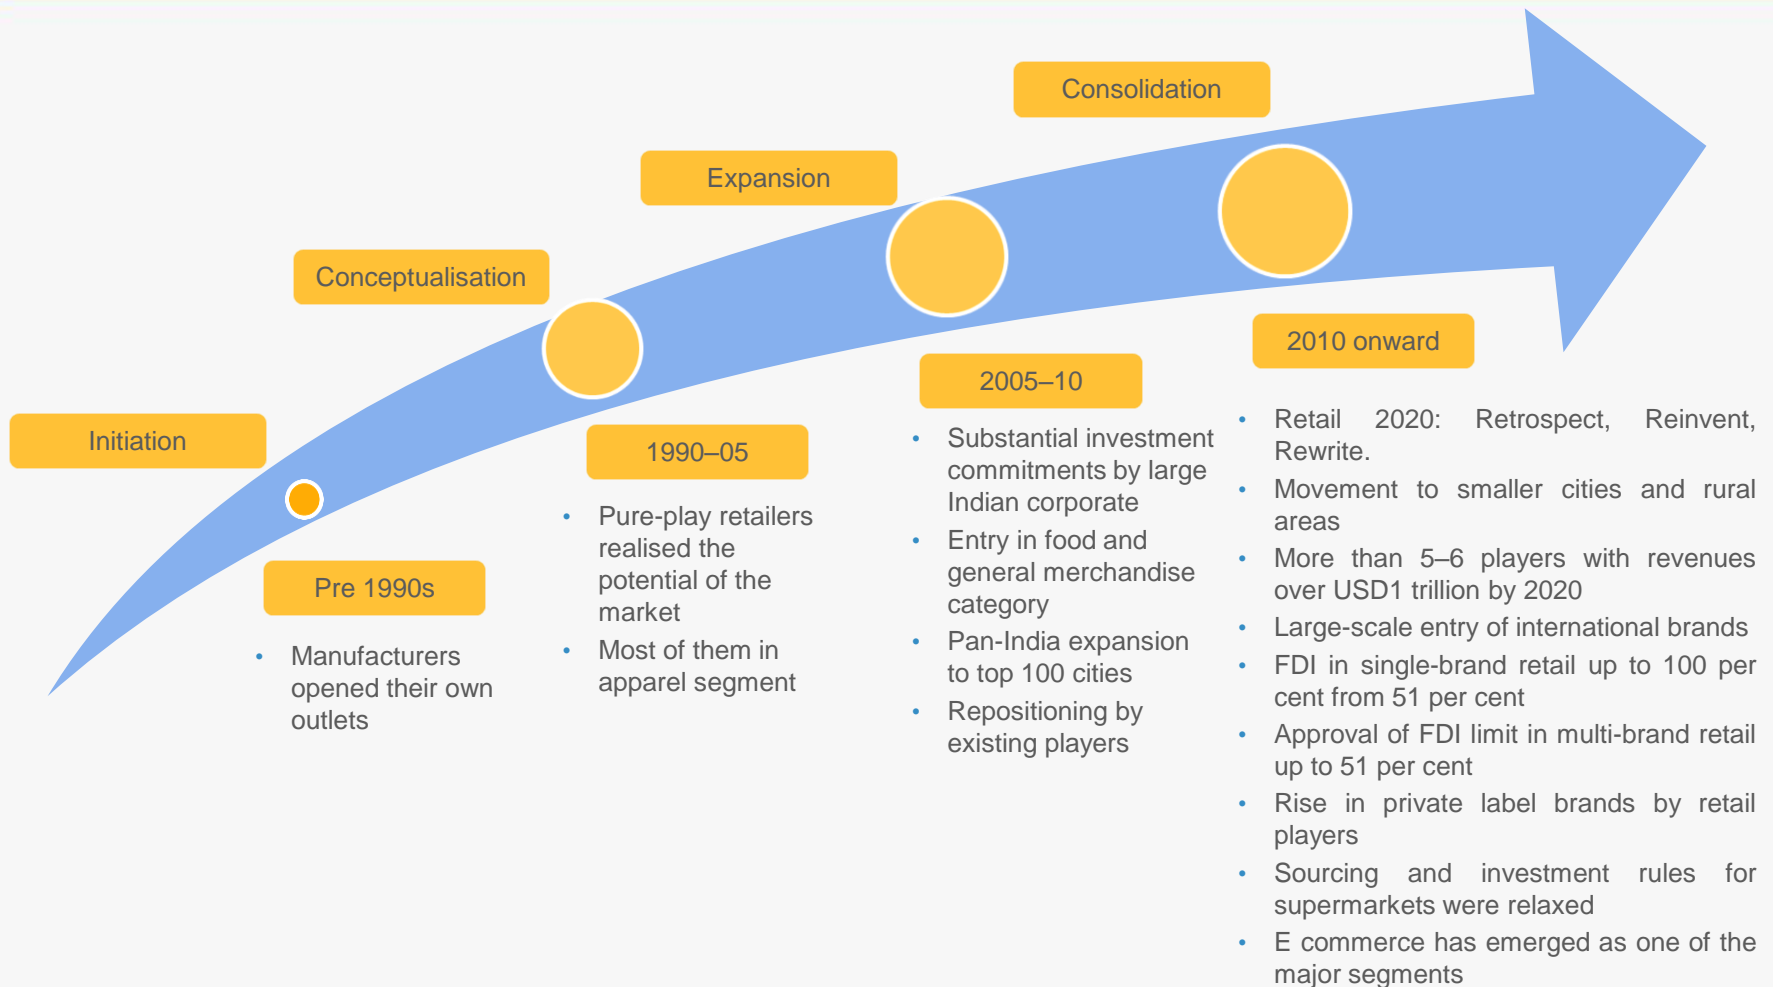 Consolidation
Expansion
Conceptualisation
Initiation
Pre 1990s
• Manufacturers
opened their own
outlets
1990–05
• Pure-play retailers
realised the
potential of the
market
• Most of them in
apparel segment
2005–10
• Substantial investment
commitments by large
Indian corporate
• Entry in food and
general merchandise
category
• Pan-India expansion
to top 100 cities
• Repositioning by
existing players
2010 onward
• Retail 2020: Retrospect, Reinvent,
Rewrite.
• Movement to smaller cities and rural
areas
• More than 5–6 players with revenues
over USD1 trillion by 2020
• Large-scale entry of international brands
• FDI in single-brand retail up to 100 per
cent from 51 per cent
• Approval of FDI limit in multi-brand retail
up to 51 per cent
• Rise in private label brands by retail
players
• Sourcing and investment rules for
supermarkets were relaxed
• E commerce has emerged as one of the
major segments